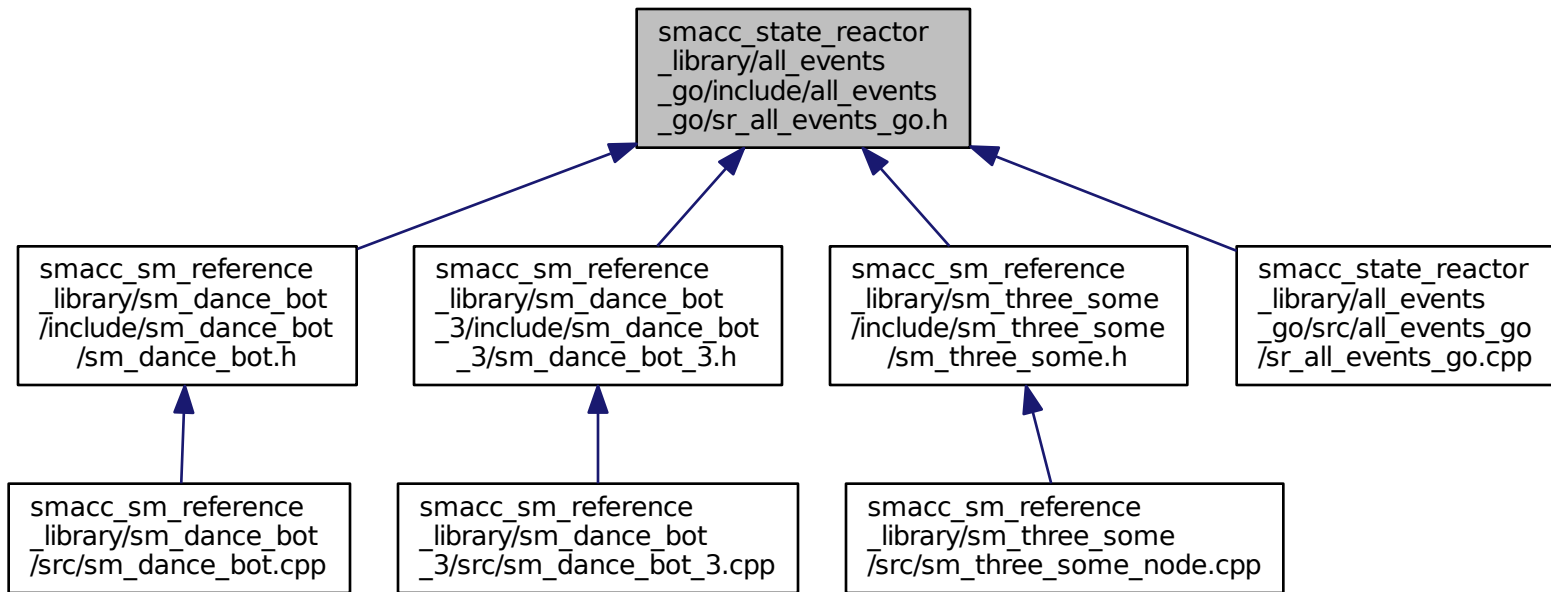 smacc_state_reactor
_library/all_events
_go/include/all_events
_go/sr_all_events_go.h
smacc_sm_reference
_library/sm_dance_bot
/include/sm_dance_bot
/sm_dance_bot.h
smacc_sm_reference
_library/sm_dance_bot
_3/include/sm_dance_bot
_3/sm_dance_bot_3.h
smacc_sm_reference
_library/sm_three_some
/include/sm_three_some
/sm_three_some.h
smacc_state_reactor
_library/all_events
_go/src/all_events_go
/sr_all_events_go.cpp
smacc_sm_reference
_library/sm_dance_bot
/src/sm_dance_bot.cpp
smacc_sm_reference
_library/sm_dance_bot
_3/src/sm_dance_bot_3.cpp
smacc_sm_reference
_library/sm_three_some
/src/sm_three_some_node.cpp